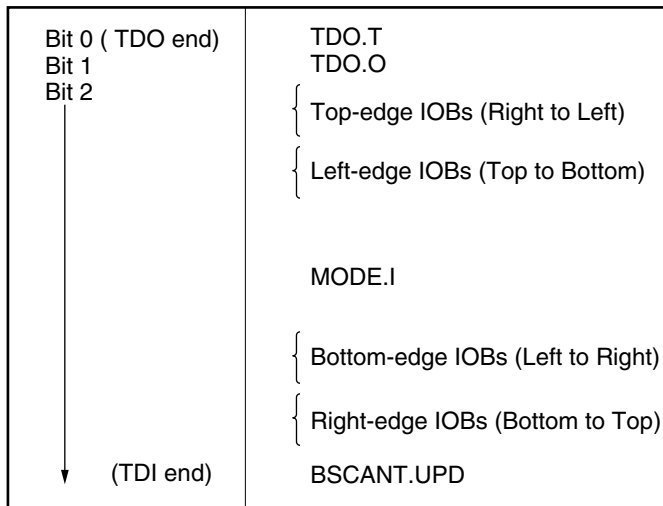 Bit 0 ( TDO end) TDO.T
Bit 1 TDO.O
Bit 2
Top-edge IOBs (Right to Left)
Left-edge IOBs (Top to Bottom)
MODE.I
Bottom-edge IOBs (Left to Right)
Right-edge IOBs (Bottom to Top)
(TDI end) BSCANT.UPD